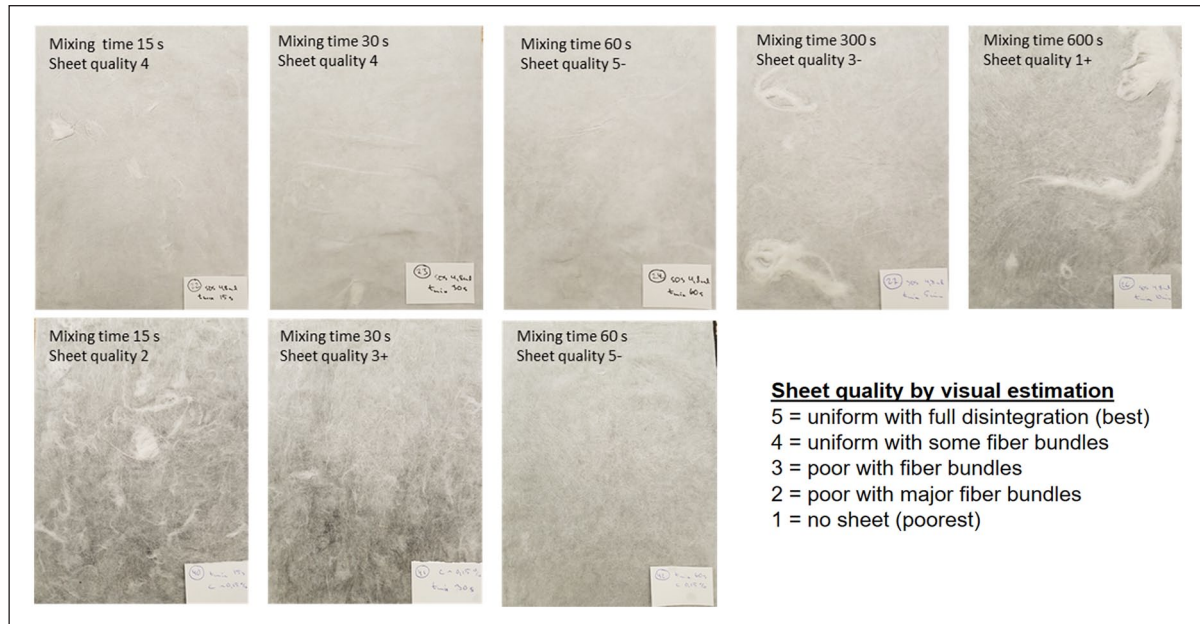 Mixing time 15 s
Sheet quality 4
Mixing time 30 s
Sheet quality 4
Mixing time 60 s
Sheet quality 5-
Mixing time 300 s
Sheet quality 3-
Mixing time 600 s
Sheet quality 1+
23
30s
24
60s
Mixing time 15 s
Sheet quality 2
Mixing time 30 s
Sheet quality 3+
Mixing time 60 s
Sheet quality 5-
Sheet quality by visual estimation
5 = uniform with full disintegration (best)
4 = uniform with some fiber bundles
3 = poor with fiber bundles
2 = poor with major fiber bundles
1 = no sheet (poorest)